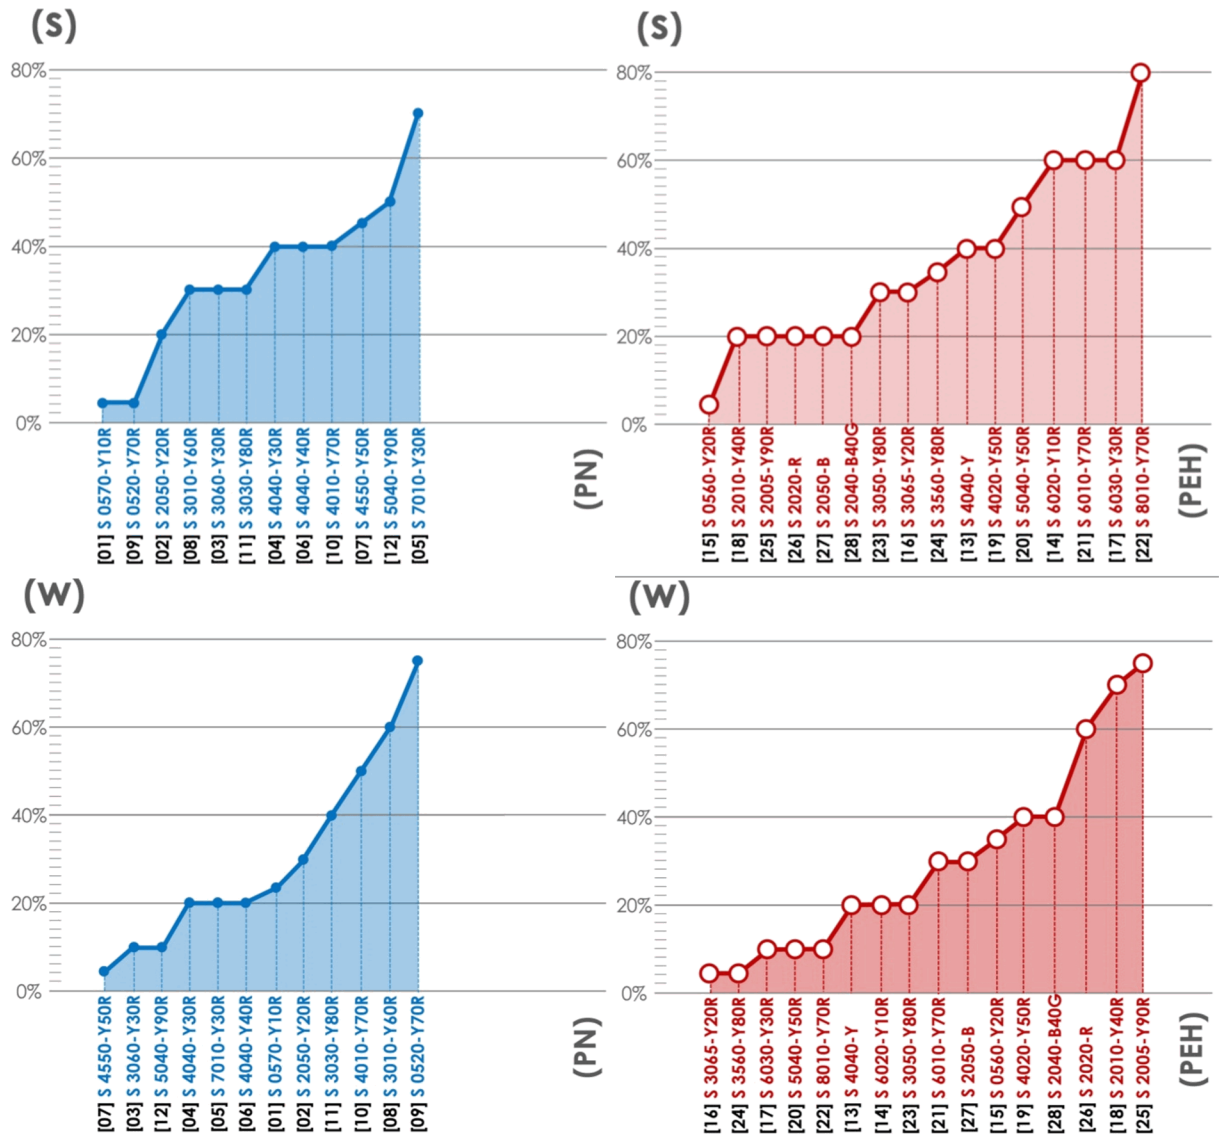 (S)
80%
60%
40%
20%
0%
[01] S 0570-Y10R
[09] S 0520-Y70R
[02] S 2050-Y20R
[08] S 3010-Y60R
[03] S 3060-Y30R
[11] S 3030-Y80R
[04] S 4040-Y30R
[06] S 4040-Y40R
[10] S 4010-Y70R
[07] S 4550-Y50R
[12] S 5040-Y90R
[05] S 7010-Y30R
(PN)
(S)
80%
60%
40%
20%
0%
[15] S 0560-Y20R
[18] S 2010-Y40R
[25] S 2005-Y90R
[26] S 2020-R
[27] S 2050-B
[28] S 2040-B40G
[23] S 3050-Y80R
[16] S 3065-Y20R
[24] S 3560-Y80R
[13] S 4040-Y
[19] S 4020-Y50R
[20] S 5040-Y50R
[14] S 6020-Y10R
[21] S 6010-Y70R
[17] S 6030-Y30R
[22] S 8010-Y70R
(PEH)
(W)
80%
60%
40%
20%
0%
[07] S 4550-Y50R
[03] S 3060-Y30R
[12] S 5040-Y90R
[04] S 4040-Y30R
[05] S 7010-Y30R
[06] S 4040-Y40R
[01] S 0570-Y10R
[02] S 2050-Y20R
[11] S 3030-Y80R
[10] S 4010-Y70R
[08] S 3010-Y60R
[09] S 0520-Y70R
(PN)
(W)
80%
60%
40%
20%
0%
[16] S 3065-Y20R
[24] S 3560-Y80R
[17] S 6030-Y30R
[20] S 5040-Y50R
[22] S 8010-Y70R
[13] S 4040-Y
[14] S 6020-Y10R
[23] S 3050-Y80R
[21] S 6010-Y70R
[27] S 2050-B
[15] S 0560-Y20R
[19] S 4020-Y50R
[28] S 2040-B40G
[26] S 2020-R
[18] S 2010-Y40R
[25] S 2005-Y90R
(PEH)